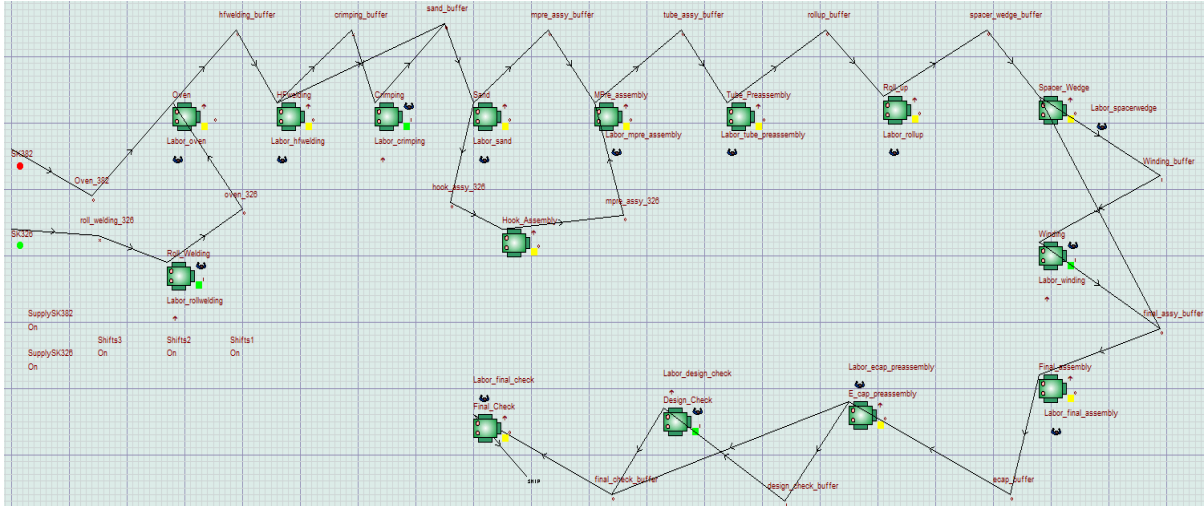 hfwelding_buffer
crimping_buffer
sand_buffer
mpre_assy_buffer
tube_assy_buffer
rollup_buffer
spacer_wedge_buffer
Oven
HFwelding
Crimping
Sand
MPre_assembly
Tube_Preassembly
Roll_up
Spacer_Wedge
Labor_spacerwedge
Labor_oven
Labor_hfwelding
Labor_crimping
Labor_sand
Labor_mpre_assembly
Labor_tube_preassembly
Labor_rollup
SK382
Oven_382
oven_326
hook_assy_326
mpre_assy_326
Winding_buffer
roll_welding_326
SK326
Hook_Assembly
Winding
Roll_Welding
Labor_rollwelding
Labor_winding
SupplySK382
On
final_assy_buffer
Shifts3
Shifts2
Shifts1
SupplySK326
On
On
On
On
Labor_final_check
Labor_design_check
Labor_ecap_preassembly
Final_assembly
Final_Check
Design_Check
E_cap_preassembly
Labor_final_assembly
final_check_buffer
design_check_buffer
ecap_buffer
SHIP